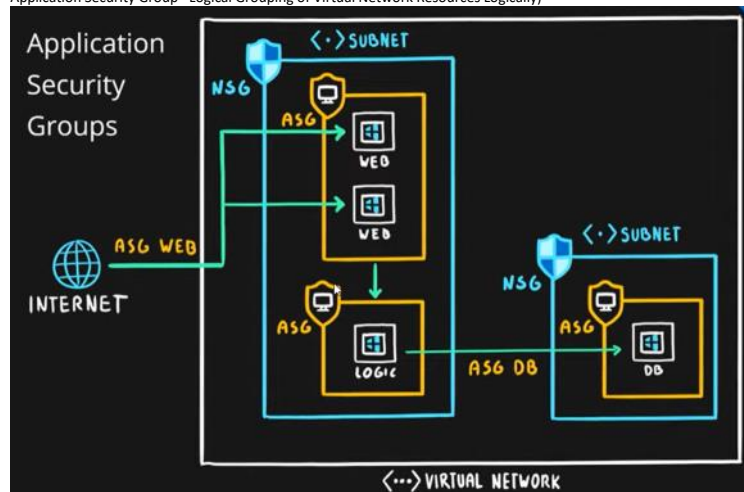 Application Security Group - Logical Grouping of Virtual Network Resources Logically)
Application
Security
Groups
<·>SUBNET
NSG
ASG
WEB
WEB
ASG WEB
INTERNET
<·>SUBNET
NSG
ASG
LOGIC
ASG DB
ASG
DB
<···>VIRTUAL NETWORK